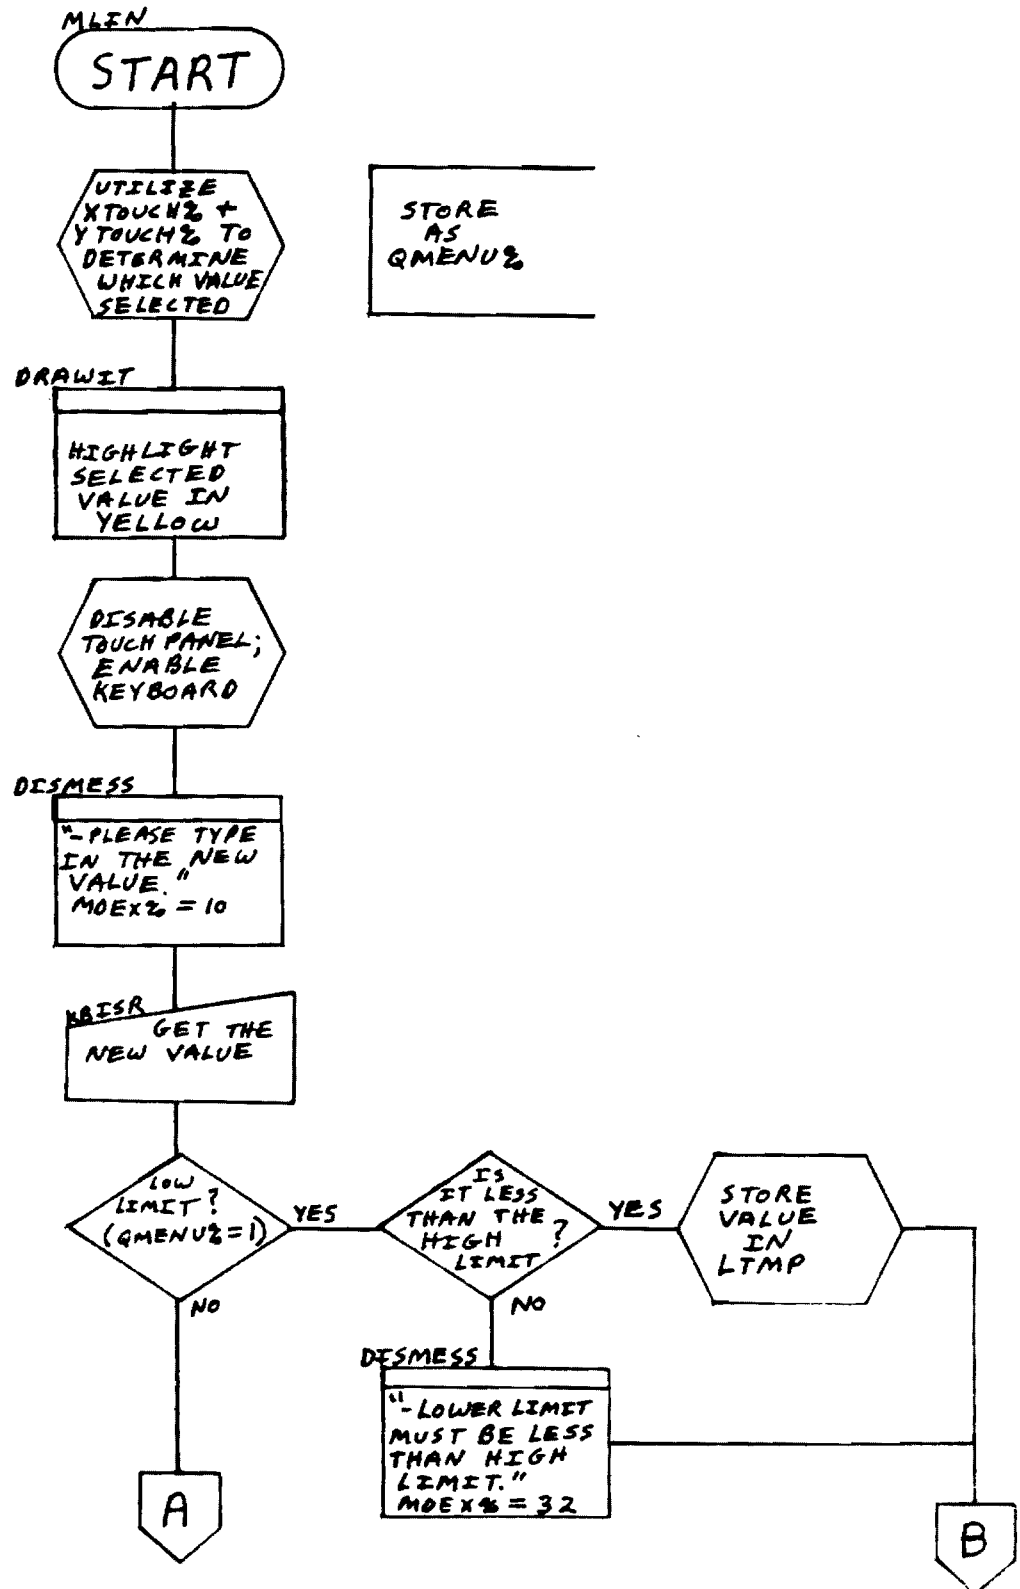 MLIN
START
UTILIZE
XTOUCH% +
YTOUCH% TO
DETERMINE
WHICH VALUE
SELECTED
STORE
AS
QMENU%
DRAWIT
HIGHLIGHT
SELECTED
VALUE IN
YELLOW
DISABLE
TOUCH PANEL;
ENABLE
KEYBOARD
DISMESS
"-PLEASE TYPE
IN THE NEW
VALUE."
MDEX% = 10
KBISR
GET THE
NEW VALUE
LOW
LIMIT?
(QMENU%=1)
YES
NO
IS
IT LESS
THAN THE
HIGH ?
LIMIT
YES
NO
STORE
VALUE
IN
LTMP
DISMESS
"-LOWER LIMIT
MUST BE LESS
THAN HIGH
LIMIT."
MDEX% = 32
A
B